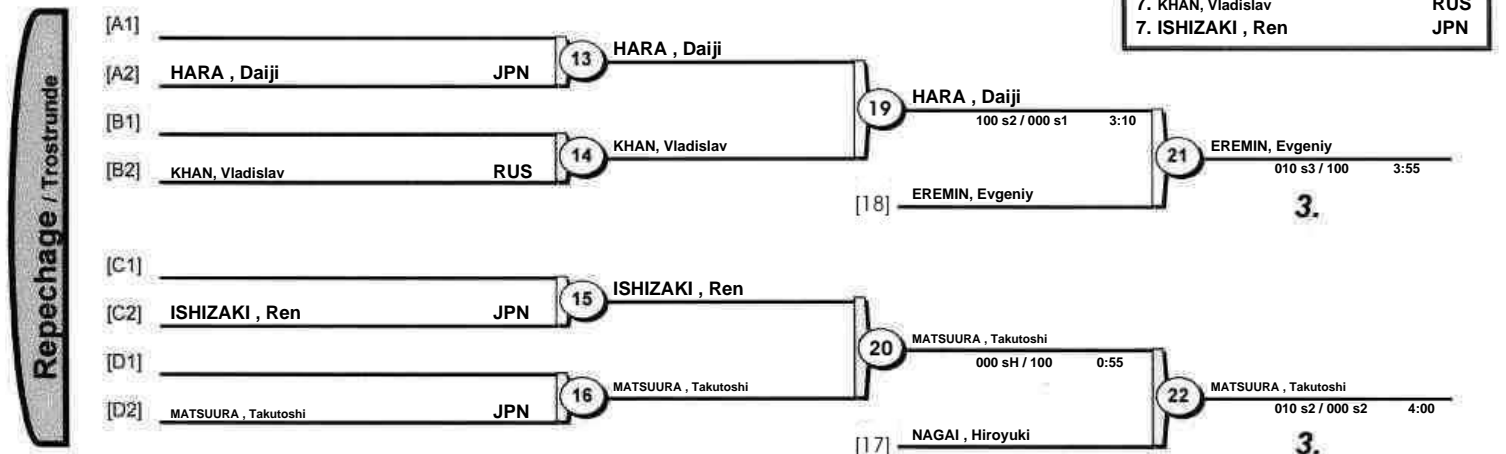 7. KHAN, Vladislav RUS
7. ISHIZAKI , Ren JPN
Repechage / Trostrunde
[A1]
[A2] HARA , Daiji JPN
13
HARA , Daiji
[B1]
[B2] KHAN, Vladislav RUS
14
KHAN, Vladislav
19
HARA , Daiji
100 s2 / 000 s1 3:10
[18] EREMIN, Evgeniy
21
EREMIN, Evgeniy
010 s3 / 100 3:55
3.
[C1]
[C2] ISHIZAKI , Ren JPN
15
ISHIZAKI , Ren
[D1]
[D2] MATSUURA , Takutoshi JPN
16
MATSUURA , Takutoshi
20
MATSUURA , Takutoshi
000 sH / 100 0:55
[17] NAGAI , Hiroyuki
22
MATSUURA , Takutoshi
010 s2 / 000 s2 4:00
3.